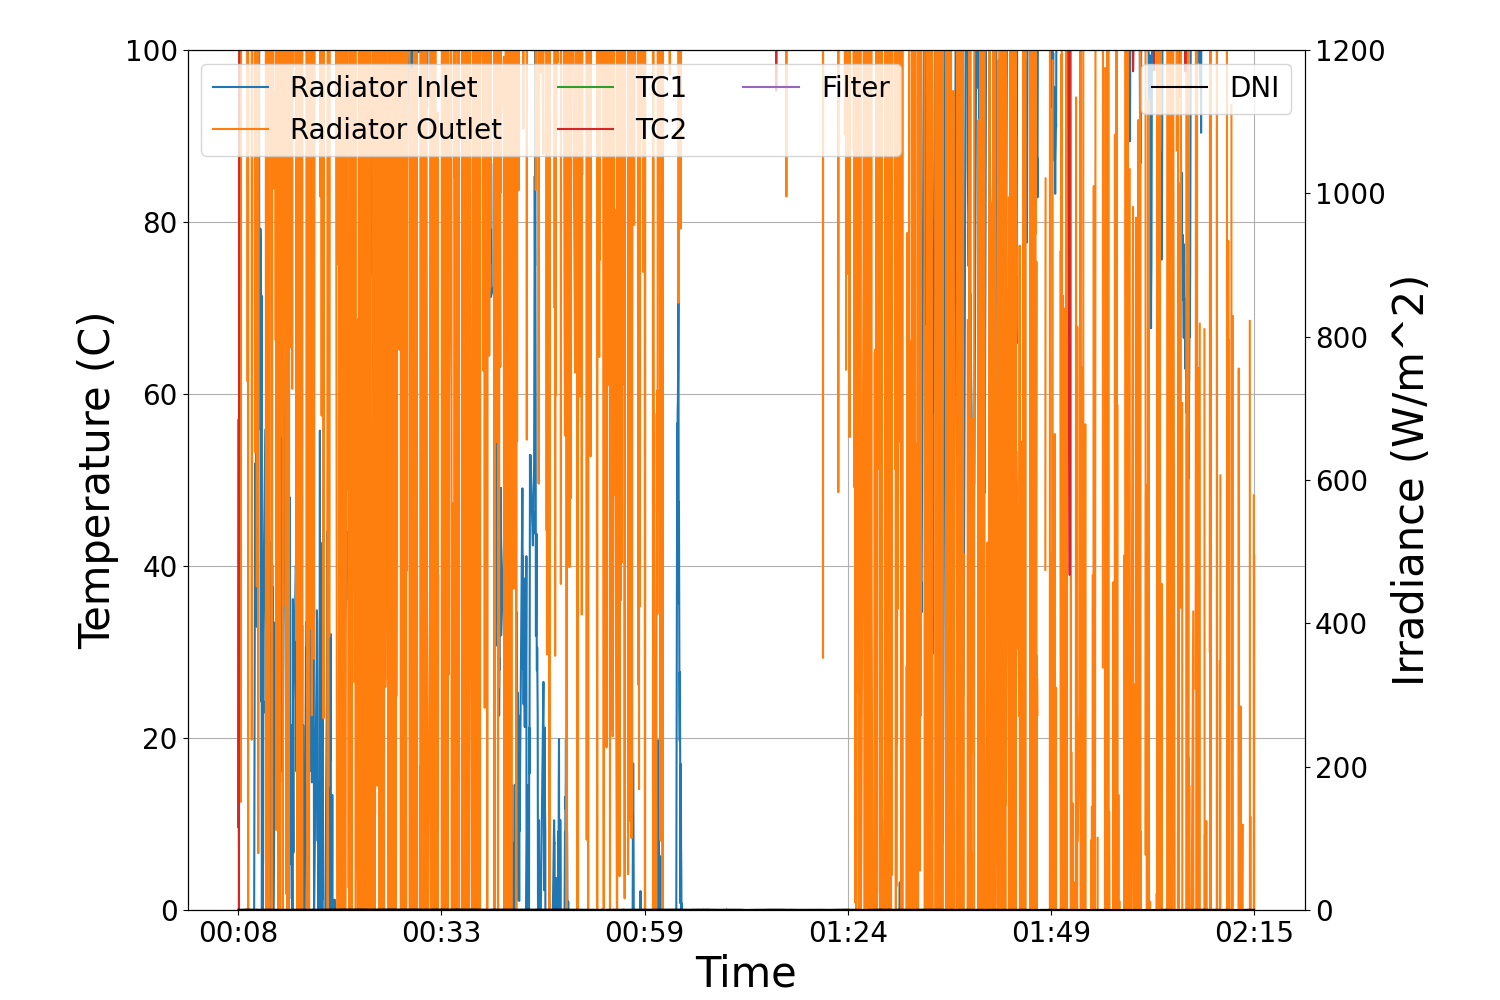 Radiator Inlet
Radiator Outlet
TC1
TC2
Filter
DNI
100
80
60
40
20
0
Temperature (C)
1200
1000
800
600
400
200
0
Irradiance (W/m^2)
00:08 00:33 00:59 01:24 01:49 02:15
Time